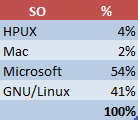 SO %
HPUX 4%
Mac 2%
Microsoft 54%
GNU/Linux 41%
100%